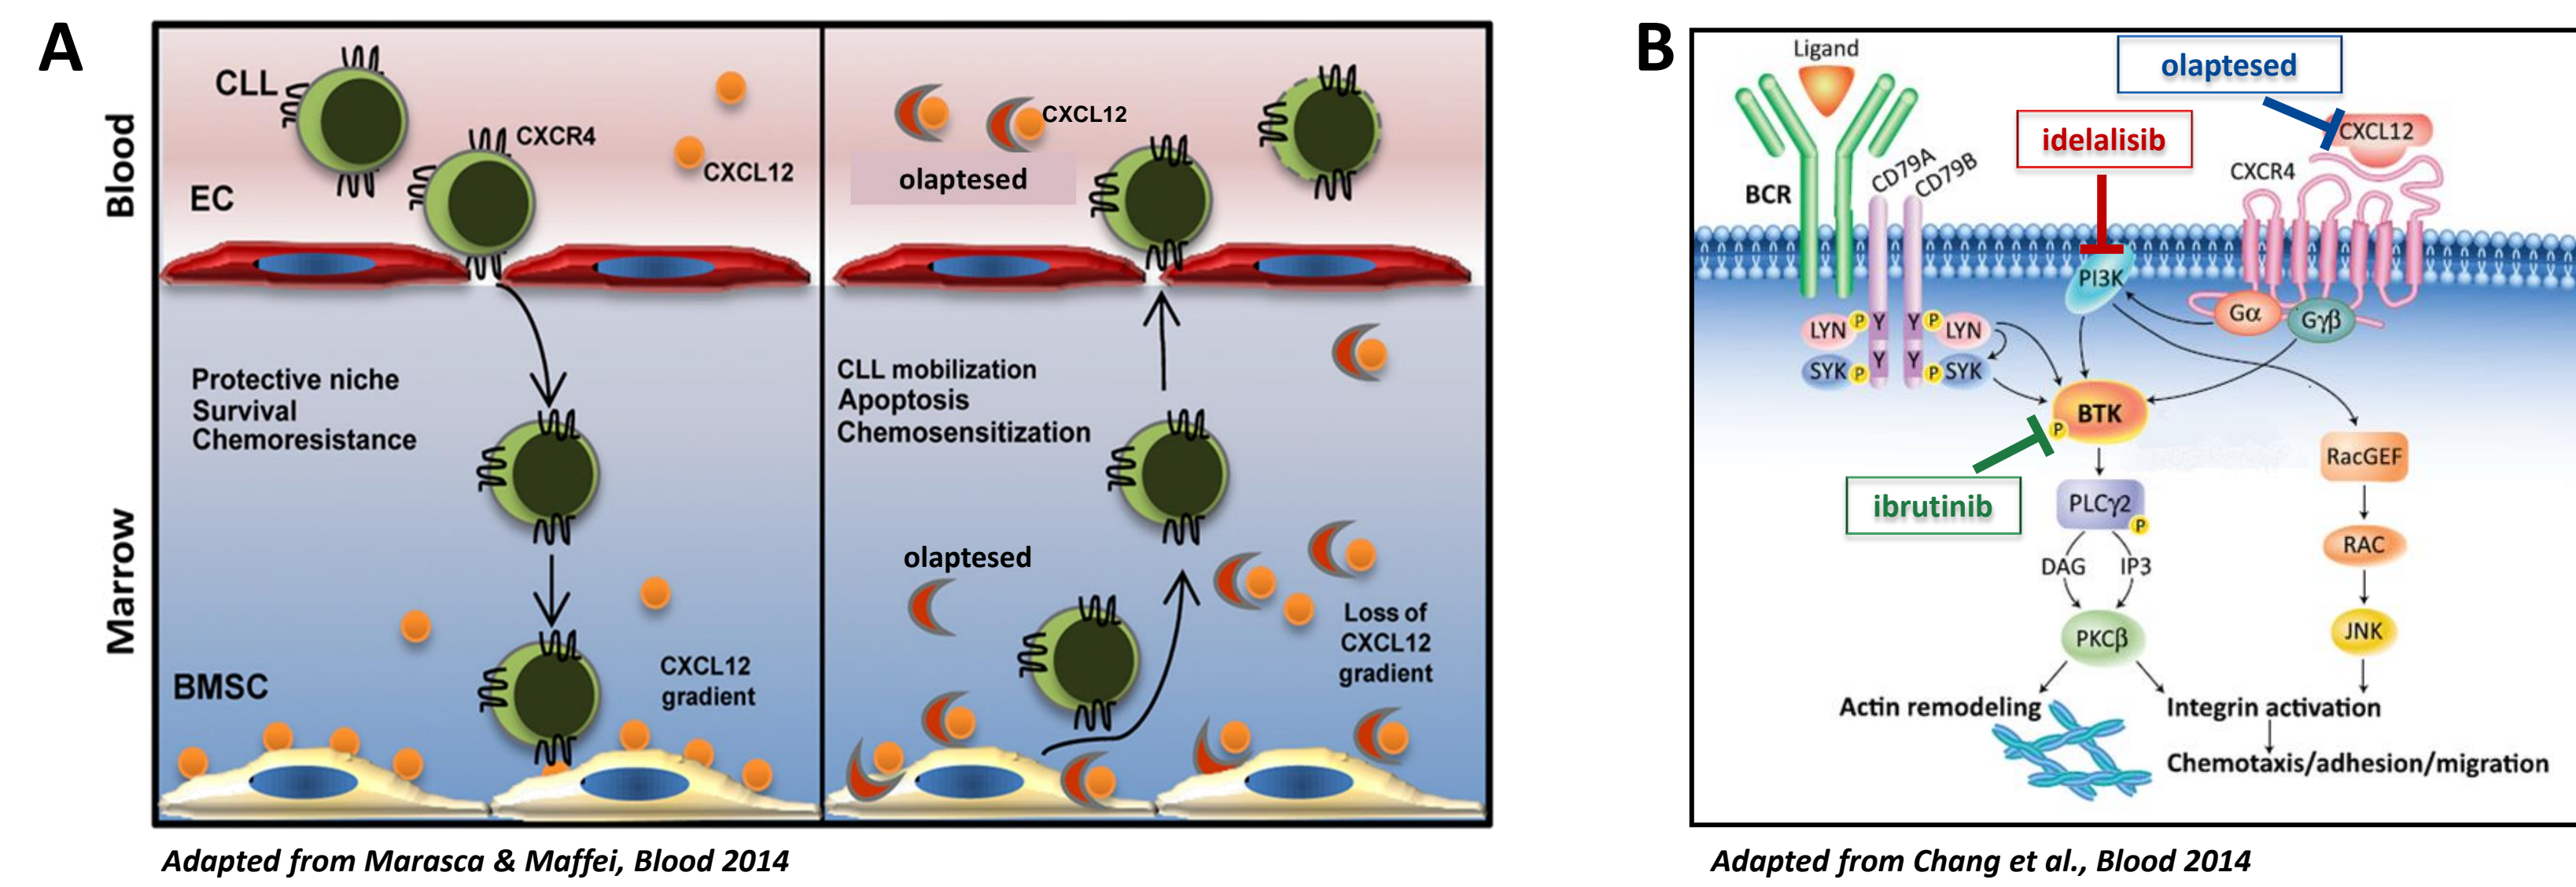 A
Blood
Marrow
CLL
CXCR4
CXCL12
EC
Protective niche
Survival
Chemoresistance
CXCL12
gradient
BMSC
CXCL12
olaptesed
CLL mobilization
Apoptosis
Chemosensitization
olaptesed
Loss of
CXCL12
gradient
Adapted from Marasca & Maffei, Blood 2014
B
Ligand
olaptesed
idelalisib
CXCL12
CXCR4
CD79A
CD79B
BCR
PI3K
Gα
Gγβ
LYN P Y
Y P LYN
SYK P Y
Y P SYK
BTK
P
ibrutinib
RacGEF
PLCγ2
P
RAC
DAG
IP3
PKCβ
JNK
Actin remodeling
Integrin activation
Chemotaxis/adhesion/migration
Adapted from Chang et al., Blood 2014